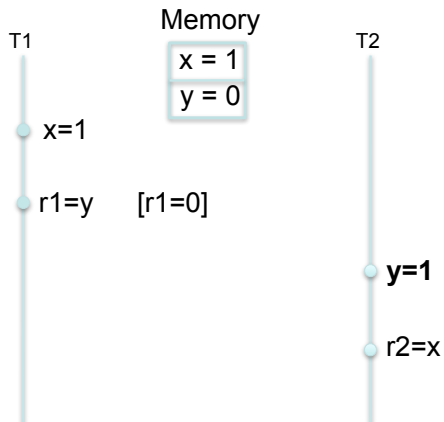 Memory
T1
T2
x = 1
y = 0
x=1
r1=y [r1=0]
y=1
r2=x